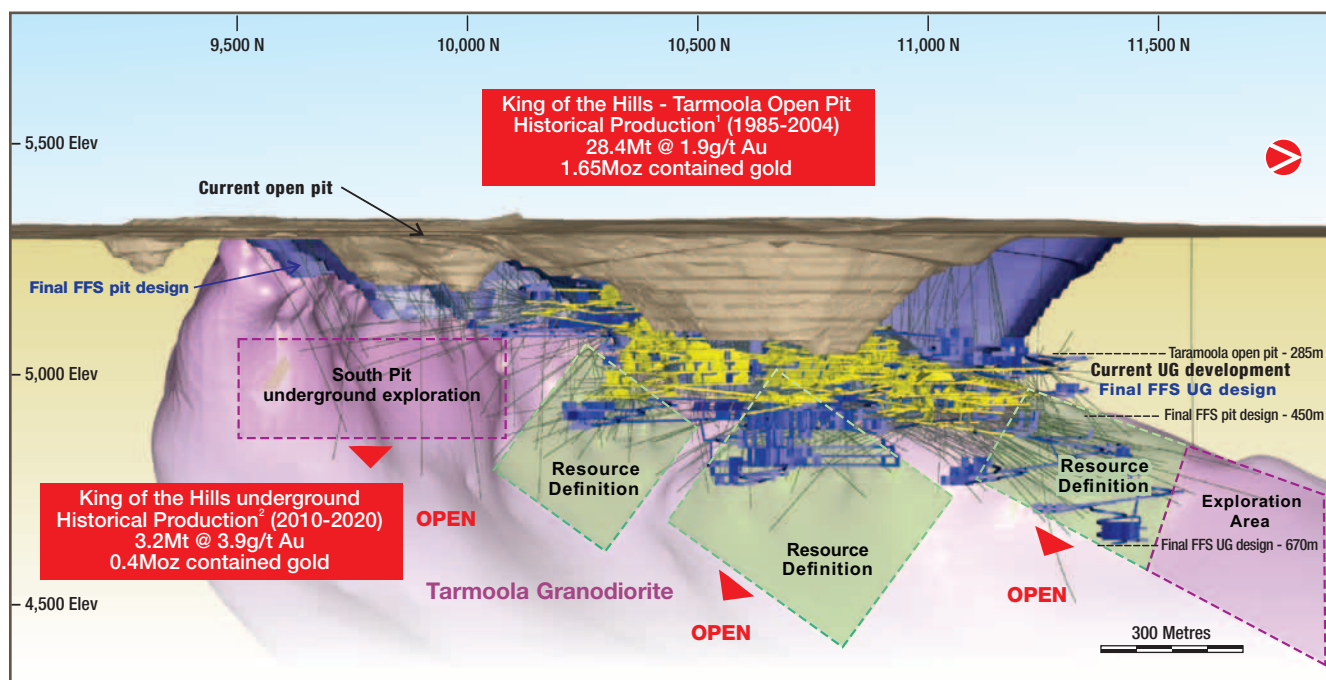 9,500 N
10,000 N
10,500 N
11,000 N
11,500 N
5,500 Elev
5,000 Elev
4,500 Elev
King of the Hills - Tarmoola Open Pit
Historical Production¹ (1985-2004)
28.4Mt @ 1.9g/t Au
1.65Moz contained gold
Current open pit
Final FFS pit design
South Pit
underground exploration
Taramoola open pit - 285m
Current UG development
Final FFS UG design
Final FFS pit design - 450m
Resource
Definition
Resource
Definition
Resource
Definition
Exploration
Area
Final FFS UG design - 670m
King of the Hills underground
Historical Production² (2010-2020)
3.2Mt @ 3.9g/t Au
0.4Moz contained gold
OPEN
OPEN
OPEN
Tarmoola Granodiorite
300 Metres